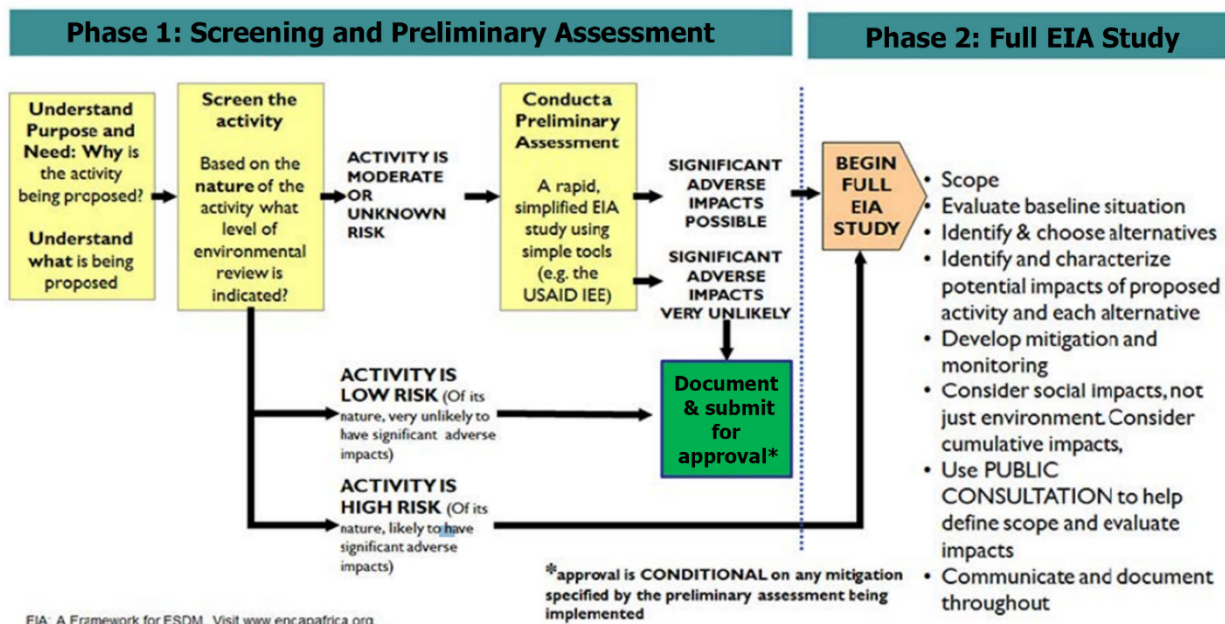 Phase 1: Screening and Preliminary Assessment
Phase 2: Full EIA Study
Understand
Purpose and
Need: Why is
the activity
being proposed?
Understand
what is being
proposed
Screen the
activity
Based on the
nature of the
activity what
level of
environmental
review is
indicated?
ACTIVITY IS
MODERATE
OR
UNKNOWN
RISK
Conduct a
Preliminary
Assessment
A rapid,
simplified EIA
study using
simple tools
(e.g. the
USAID IEE)
SIGNIFICANT
ADVERSE
IMPACTS
POSSIBLE
SIGNIFICANT
ADVERSE
IMPACTS
VERY UNLIKELY
ACTIVITY IS
LOW RISK (Of its
nature, very unlikely to
have significant adverse
impacts)
Document
& submit
for
approval*
ACTIVITY IS
HIGH RISK (Of its
nature, likely to have
significant adverse
impacts)
*approval is CONDITIONAL on any mitigation
specified by the preliminary assessment being
implemented
BEGIN
FULL
EIA
STUDY
• Scope
• Evaluate baseline situation
• Identify & choose alternatives
• Identify and characterize
potential impacts of proposed
activity and each alternative
• Develop mitigation and
monitoring
• Consider social impacts, not
just environment. Consider
cumulative impacts,
• Use PUBLIC
CONSULTATION to help
define scope and evaluate
impacts
• Communicate and document
throughout
EIA: A Framework for ESDM. Visit www.encapafrica.org